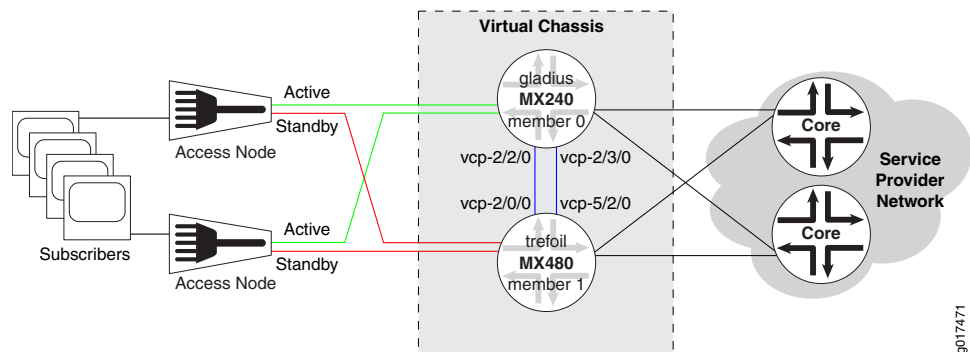 Virtual Chassis
gladius
MX240
member 0
Active
Standby
Access Node
Core
vcp-2/2/0
vcp-2/3/0
Service
Provider
Network
vcp-2/0/0
vcp-5/2/0
Active
Standby
Subscribers
Access Node
trefoil
MX480
member 1
Core
g017471